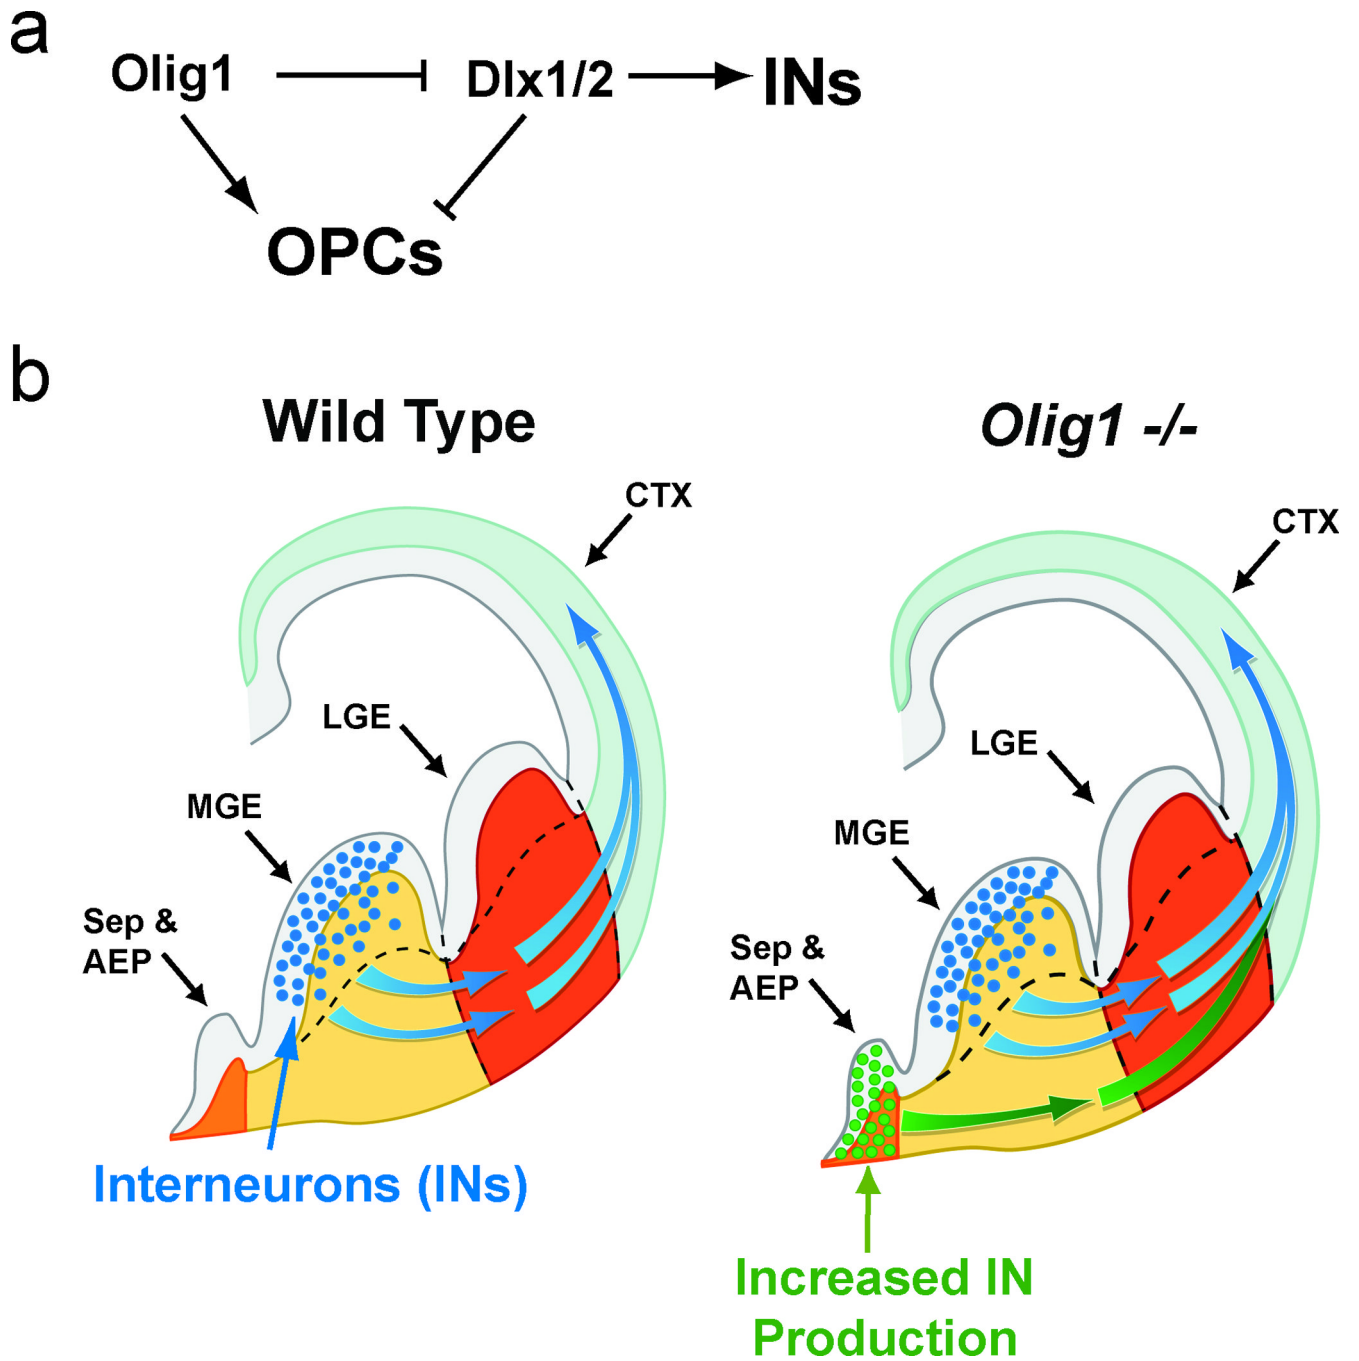 a
Olig1 Dlx1/2 INs
OPCs
b
Wild Type
CTX
LGE
MGE
Sep &
AEP
Interneurons (INs)
Olig1 -/-
CTX
LGE
MGE
Sep &
AEP
Increased IN
Production